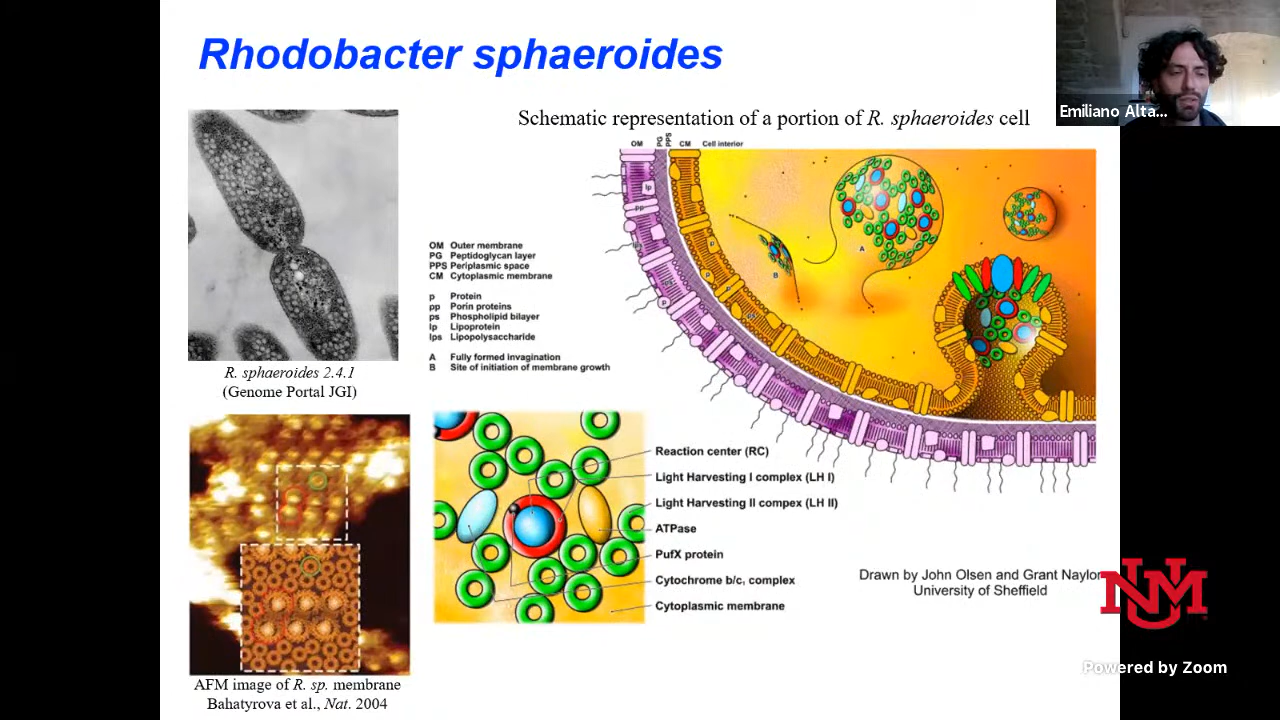 Rhodobacter sphaeroides
Emiliano Alta...
Schematic representation of a portion of R. sphaeroides cell
OM PG PPS CM Cell interior
lp
pp
p
ps
p
p
p
A
B
OM Outer membrane
PG Peptidoglycan layer
PPS Periplasmic space
CM Cytoplasmic membrane
p Protein
pp Porin proteins
ps Phospholipid bilayer
lp Lipoprotein
lps Lipopolysaccharide
A Fully formed invagination
B Site of initiation of membrane growth
R. sphaeroides 2.4.1
(Genome Portal JGI)
Reaction center (RC)
Light Harvesting I complex (LH I)
Light Harvesting II compex (LH II)
ATPase
PufX protein
Cytochrome b/c, complex
Cytoplasmic membrane
Drawn by John Olsen and Grant Naylor
University of Sheffield
AFM image of R. sp. membrane
Bahatyrova et al., Nat. 2004
UNM
Powered by Zoom